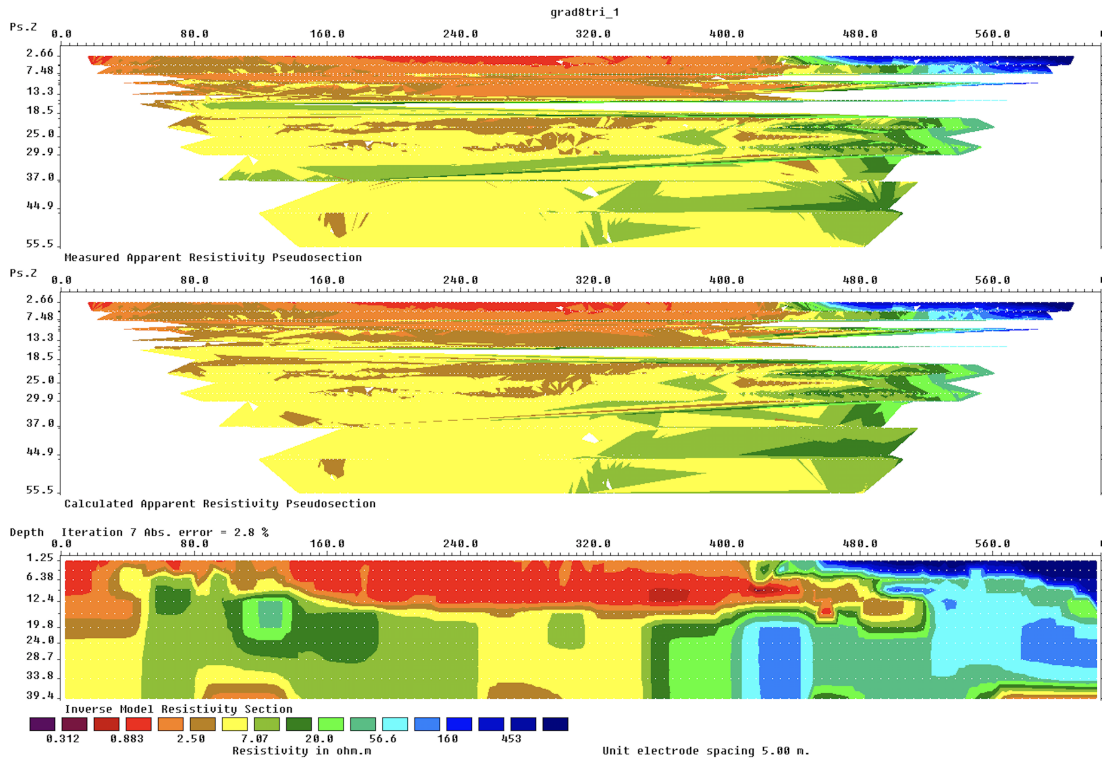 grad8tri_1
Ps.Z
0.0 80.0 160.0 240.0 320.0 400.0 480.0 560.0
2.66
7.48
13.3
18.5
25.0
29.9
37.0
44.9
55.5
Measured Apparent Resistivity Pseudosection
Ps.Z
0.0 80.0 160.0 240.0 320.0 400.0 480.0 560.0
2.66
7.48
13.3
18.5
25.0
29.9
37.0
44.9
55.5
Calculated Apparent Resistivity Pseudosection
Depth Iteration 7 Abs. error = 2.8 %
0.0 80.0 160.0 240.0 320.0 400.0 480.0 560.0
1.25
6.38
12.4
19.8
24.0
28.7
33.8
39.4
Inverse Model Resistivity Section
0.312 0.883 2.50 7.07 20.0 56.6 160 453
Resistivity in ohm.m Unit electrode spacing 5.00 m.